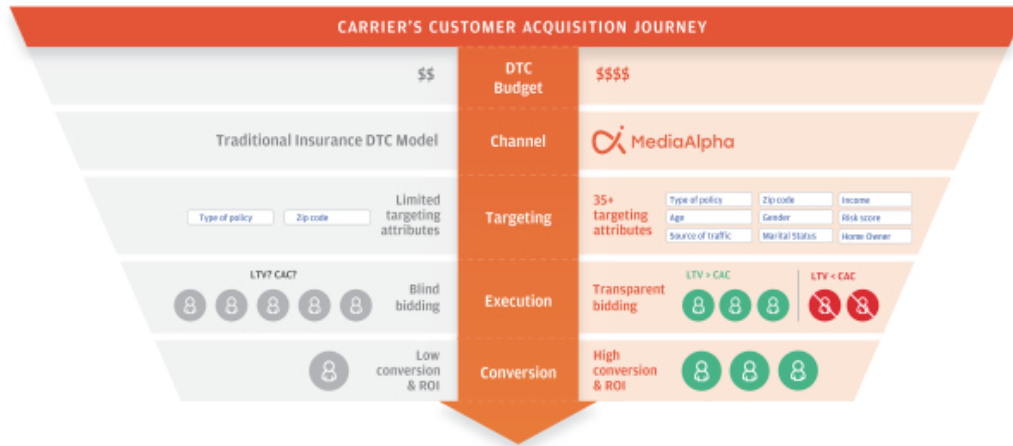 CARRIER'S CUSTOMER ACQUISITION JOURNEY
$$
DTC
Budget
$$$$
Traditional Insurance DTC Model
Channel
MediaAlpha
Type of policy
Zip code
Limited
targeting
attributes
Targeting
35+
targeting
attributes
Type of policy
Zip code
Income
Age
Gender
Risk score
Source of traffic
Marital Status
Home Owner
LTV? CAC?
Blind
bidding
Execution
Transparent
bidding
LTV > CAC
LTV < CAC
Low
conversion
& ROI
Conversion
High
conversion
& ROI